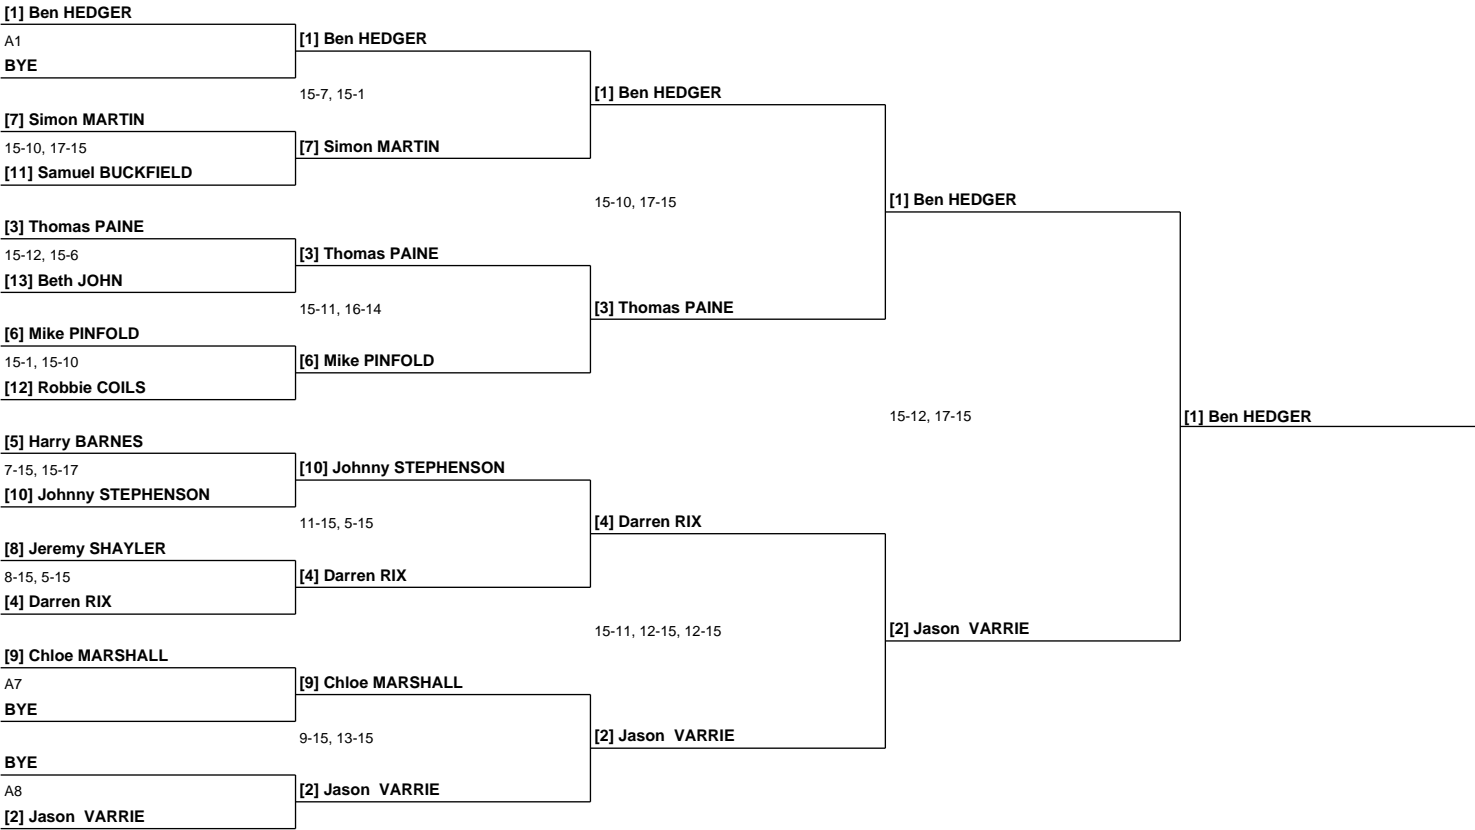 [1] Ben HEDGER
A1
BYE
[7] Simon MARTIN
15-10, 17-15
[11] Samuel BUCKFIELD
[3] Thomas PAINE
15-12, 15-6
[13] Beth JOHN
[6] Mike PINFOLD
15-1, 15-10
[12] Robbie COILS
[5] Harry BARNES
7-15, 15-17
[10] Johnny STEPHENSON
[8] Jeremy SHAYLER
8-15, 5-15
[4] Darren RIX
[9] Chloe MARSHALL
A7
BYE
BYE
A8
[2] Jason  VARRIE
[1] Ben HEDGER
15-7, 15-1
[7] Simon MARTIN
[3] Thomas PAINE
15-11, 16-14
[6] Mike PINFOLD
[10] Johnny STEPHENSON
11-15, 5-15
[4] Darren RIX
[9] Chloe MARSHALL
9-15, 13-15
[2] Jason  VARRIE
[1] Ben HEDGER
15-10, 17-15
[3] Thomas PAINE
[4] Darren RIX
15-11, 12-15, 12-15
[2] Jason  VARRIE
[1] Ben HEDGER
15-12, 17-15
[2] Jason  VARRIE
[1] Ben HEDGER